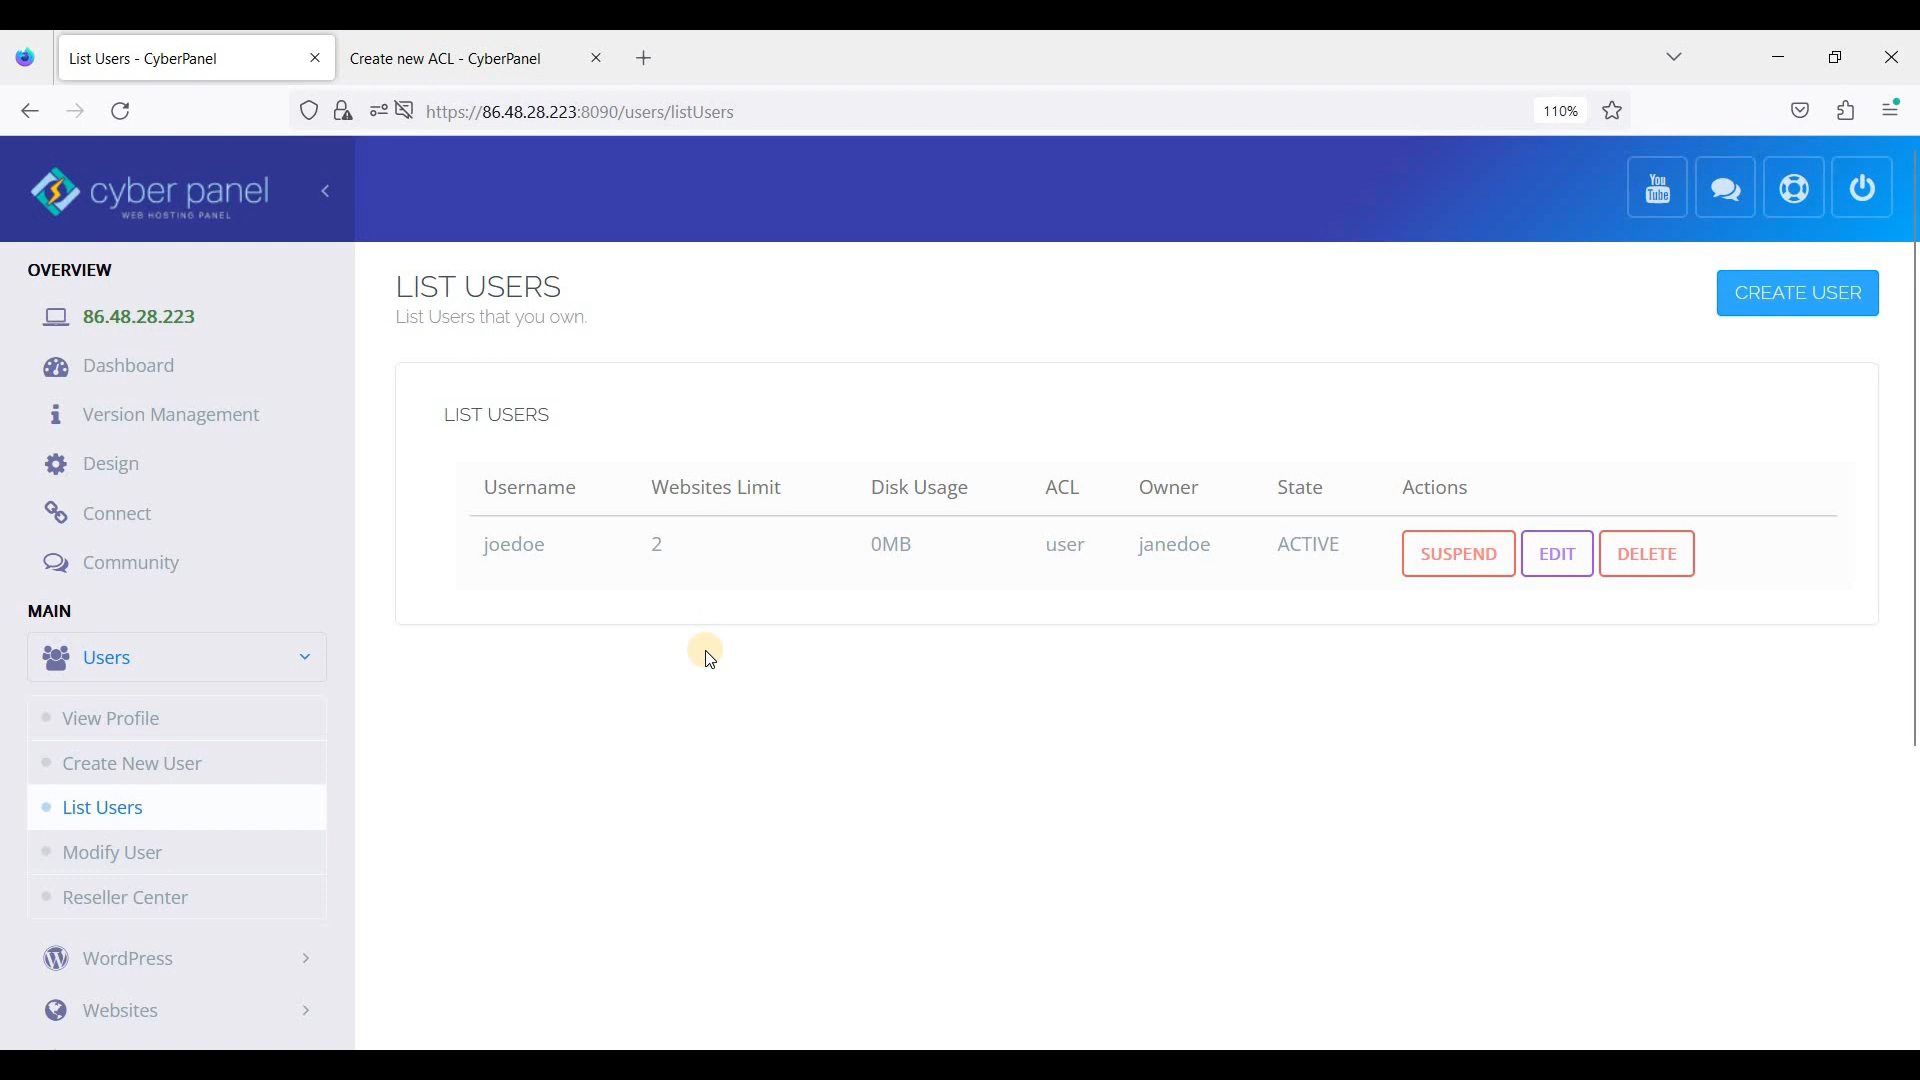 List Users - CyberPanel
Create new ACL - CyberPanel
https://86.48.28.223:8090/users/listUsers
110%
cyber panel
WEB HOSTING PANEL
You
Tube
OVERVIEW
86.48.28.223
Dashboard
Version Management
Design
Connect
Community
MAIN
Users
View Profile
Create New User
List Users
Modify User
Reseller Center
WordPress
Websites
LIST USERS
List Users that you own.
CREATE USER
LIST USERS
Username Websites Limit Disk Usage ACL Owner State Actions
joedoe 2 0MB user janedoe ACTIVE SUSPEND EDIT DELETE